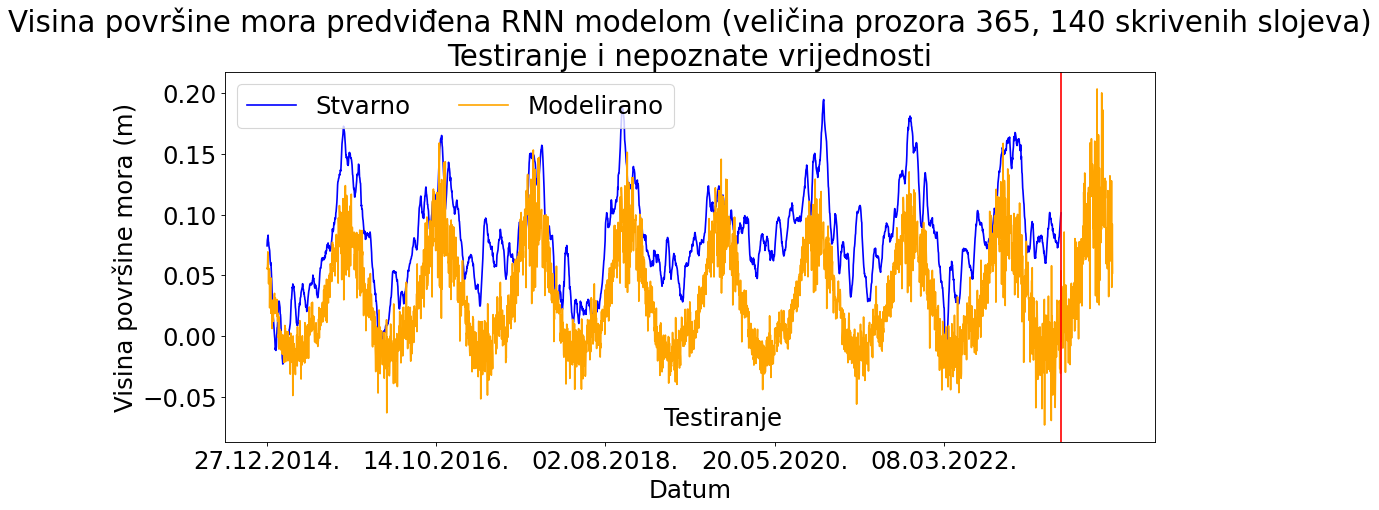 Visina površine mora predviđena RNN modelom (veličina prozora 365, 140 skrivenih slojeva)
Testiranje i nepoznate vrijednosti
Stvarno Modelirano
Visina površine mora (m)
0.20
0.15
0.10
0.05
0.00
−0.05
Testiranje
27.12.2014. 14.10.2016. 02.08.2018. 20.05.2020. 08.03.2022.
Datum